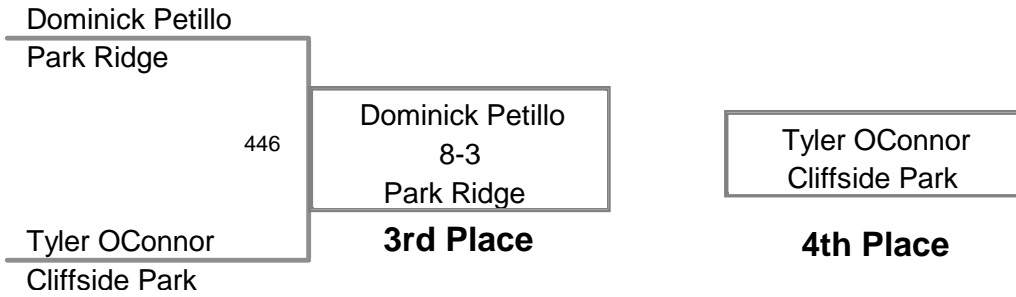 Dominick Petillo
Park Ridge
446
Dominick Petillo
8-3
Park Ridge
3rd Place
Tyler OConnor
Cliffside Park
4th Place
Tyler OConnor
Cliffside Park